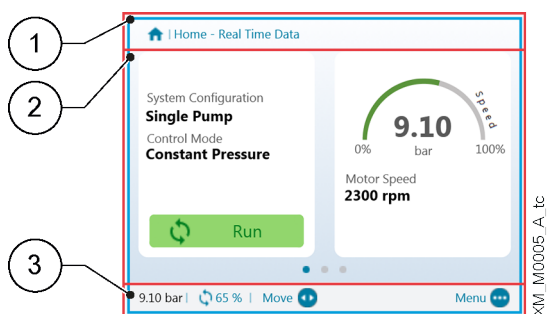 1
| Home - Real Time Data
2
System Configuration
Single Pump
Control Mode
Constant Pressure
Run
Speed
9.10
0% bar 100%
Motor Speed
2300 rpm
3
9.10 bar | 65 % | Move Menu
XM_M0005_A_tc